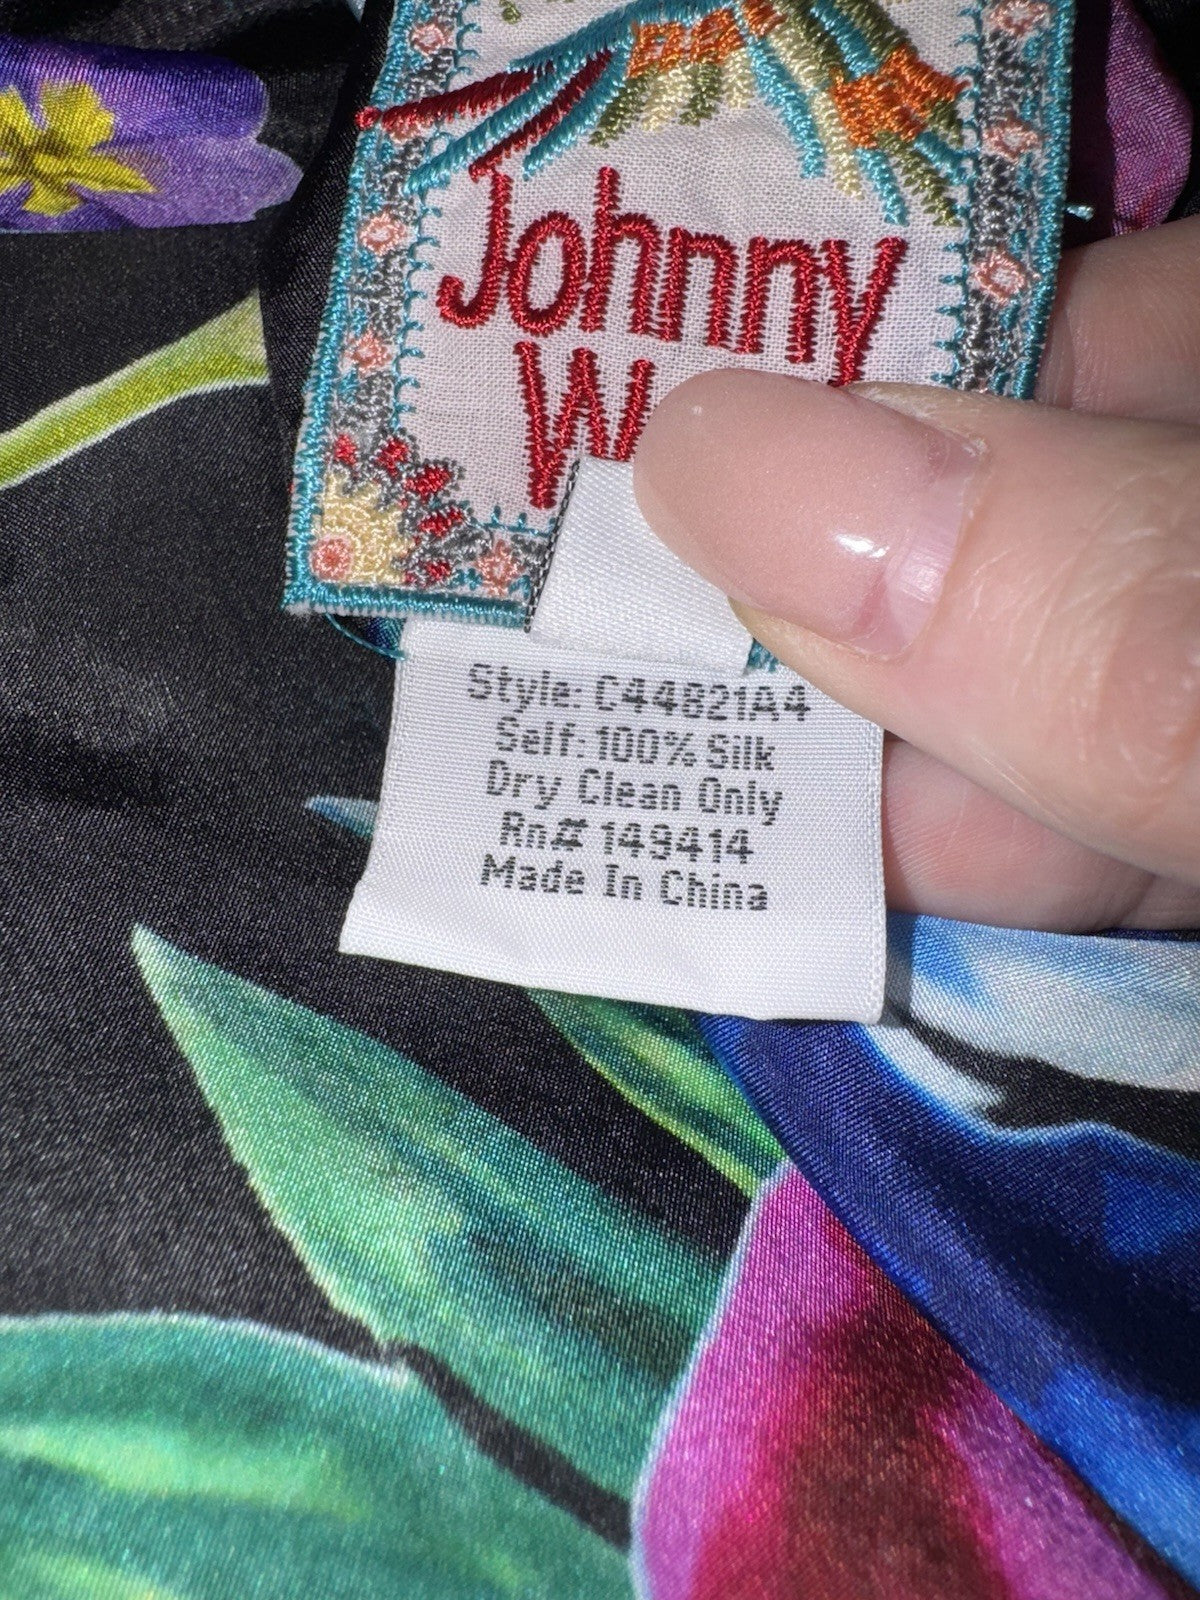 Johnny
Style: C44821A4
Self: 100% Silk
Dry Clean Only
Rn# 149414
Made In China